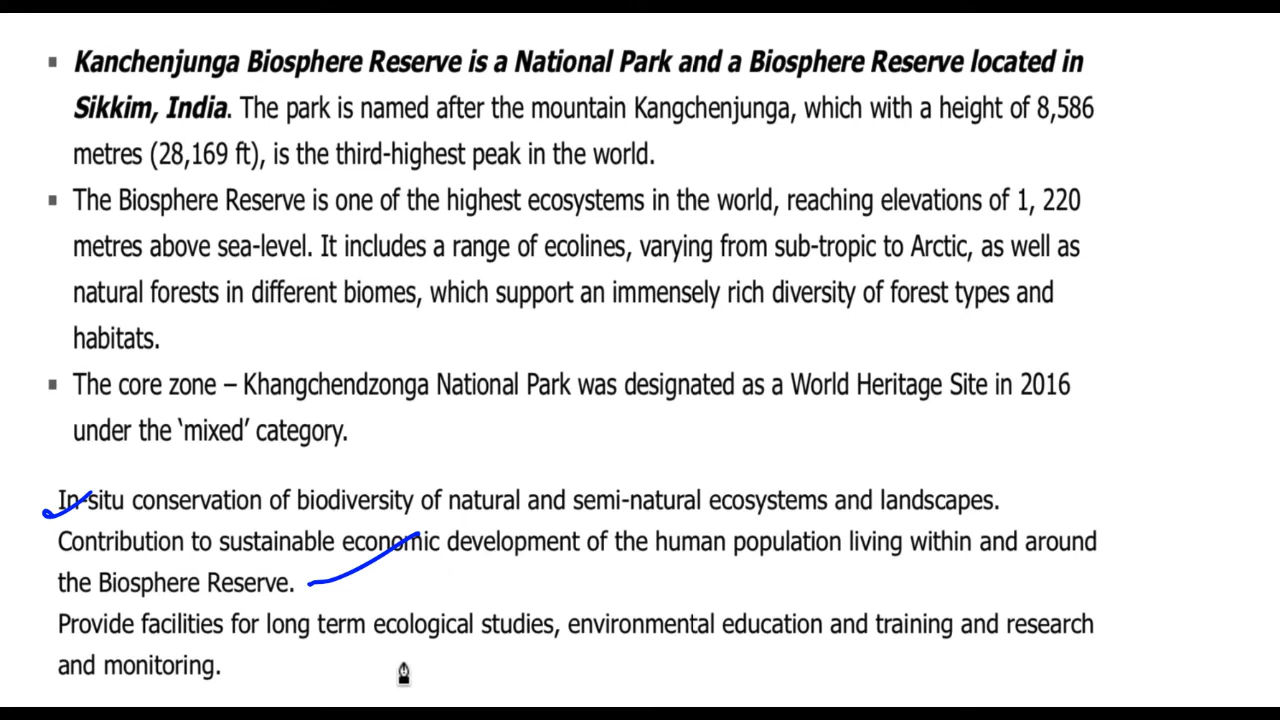 ▪ Kanchenjunga Biosphere Reserve is a National Park and a Biosphere Reserve located in
Sikkim, India. The park is named after the mountain Kangchenjunga, which with a height of 8,586
metres (28,169 ft), is the third-highest peak in the world.
▪ The Biosphere Reserve is one of the highest ecosystems in the world, reaching elevations of 1, 220
metres above sea-level. It includes a range of ecolines, varying from sub-tropic to Arctic, as well as
natural forests in different biomes, which support an immensely rich diversity of forest types and
habitats.
▪ The core zone – Khangchendzonga National Park was designated as a World Heritage Site in 2016
under the ‘mixed’ category.
In-situ conservation of biodiversity of natural and semi-natural ecosystems and landscapes.
Contribution to sustainable economic development of the human population living within and around
the Biosphere Reserve.
Provide facilities for long term ecological studies, environmental education and training and research
and monitoring.